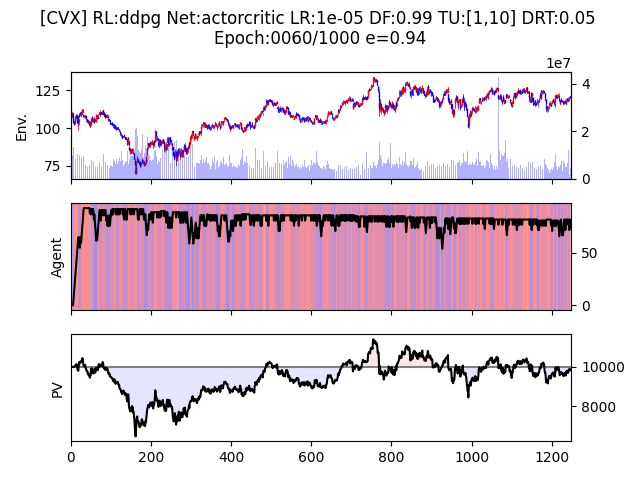 [CVX] RL:ddpg Net:actorcritic LR:1e-05 DF:0.99 TU:[1,10] DRT:0.05
Epoch:0060/1000 e=0.94
1e7
125
100
75
Env.
4
2
0
Agent
50
0
PV
10000
8000
0 200 400 600 800 1000 1200